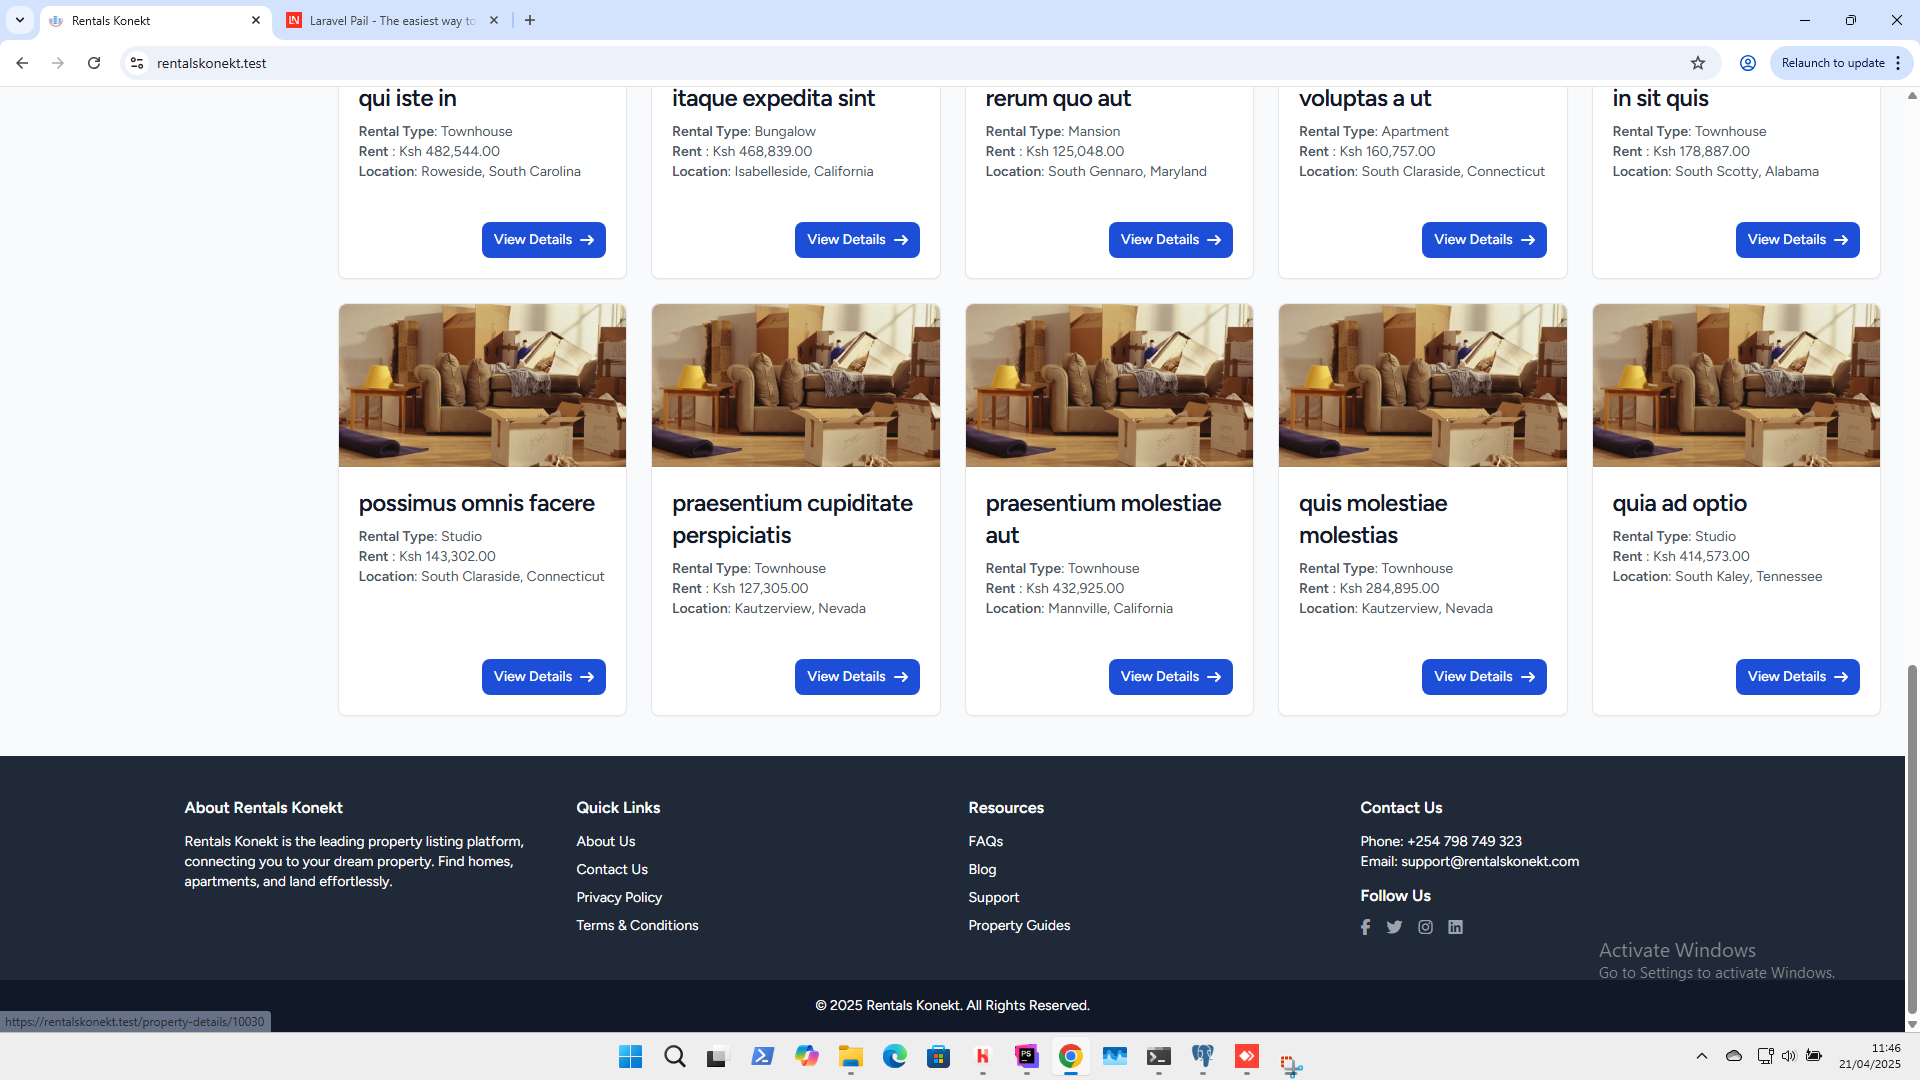 Rentals Konekt
Laravel Pail - The easiest way to
rentalskonekt.test
Relaunch to update
qui iste in
Rental Type: Townhouse
Rent : Ksh 482,544.00
Location: Roweside, South Carolina
View Details
itaque expedita sint
Rental Type: Bungalow
Rent : Ksh 468,839.00
Location: Isabelleside, California
View Details
rerum quo aut
Rental Type: Mansion
Rent : Ksh 125,048.00
Location: South Gennaro, Maryland
View Details
voluptas a ut
Rental Type: Apartment
Rent : Ksh 160,757.00
Location: South Claraside, Connecticut
View Details
in sit quis
Rental Type: Townhouse
Rent : Ksh 178,887.00
Location: South Scotty, Alabama
View Details
possimus omnis facere
Rental Type: Studio
Rent : Ksh 143,302.00
Location: South Claraside, Connecticut
View Details
praesentium cupiditate
perspiciatis
Rental Type: Townhouse
Rent : Ksh 127,305.00
Location: Kautzerview, Nevada
View Details
praesentium molestiae
aut
Rental Type: Townhouse
Rent : Ksh 432,925.00
Location: Mannville, California
View Details
quis molestiae
molestias
Rental Type: Townhouse
Rent : Ksh 284,895.00
Location: Kautzerview, Nevada
View Details
quia ad optio
Rental Type: Studio
Rent : Ksh 414,573.00
Location: South Kaley, Tennessee
View Details
About Rentals Konekt
Rentals Konekt is the leading property listing platform,
connecting you to your dream property. Find homes,
apartments, and land effortlessly.
Quick Links
About Us
Contact Us
Privacy Policy
Terms & Conditions
Resources
FAQs
Blog
Support
Property Guides
Contact Us
Phone: +254 798 749 323
Email: support@rentalskonekt.com
Follow Us
Activate Windows
Go to Settings to activate Windows.
© 2025 Rentals Konekt. All Rights Reserved.
https://rentalskonekt.test/property-details/10030
11:46
21/04/2025